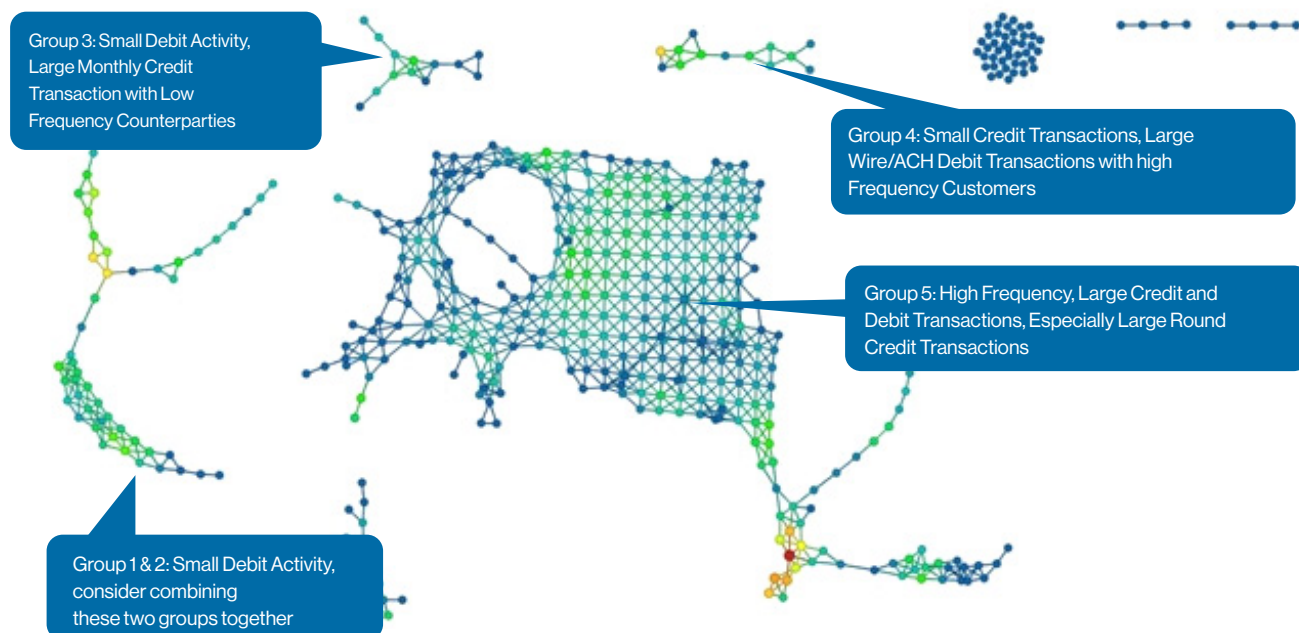 Group 3: Small Debit Activity,
Large Monthly Credit
Transaction with Low
Frequency Counterparties
Group 4: Small Credit Transactions, Large
Wire/ACH Debit Transactions with high
Frequency Customers
Group 5: High Frequency, Large Credit and
Debit Transactions, Especially Large Round
Credit Transactions
Group 1 & 2: Small Debit Activity,
consider combining
these two groups together